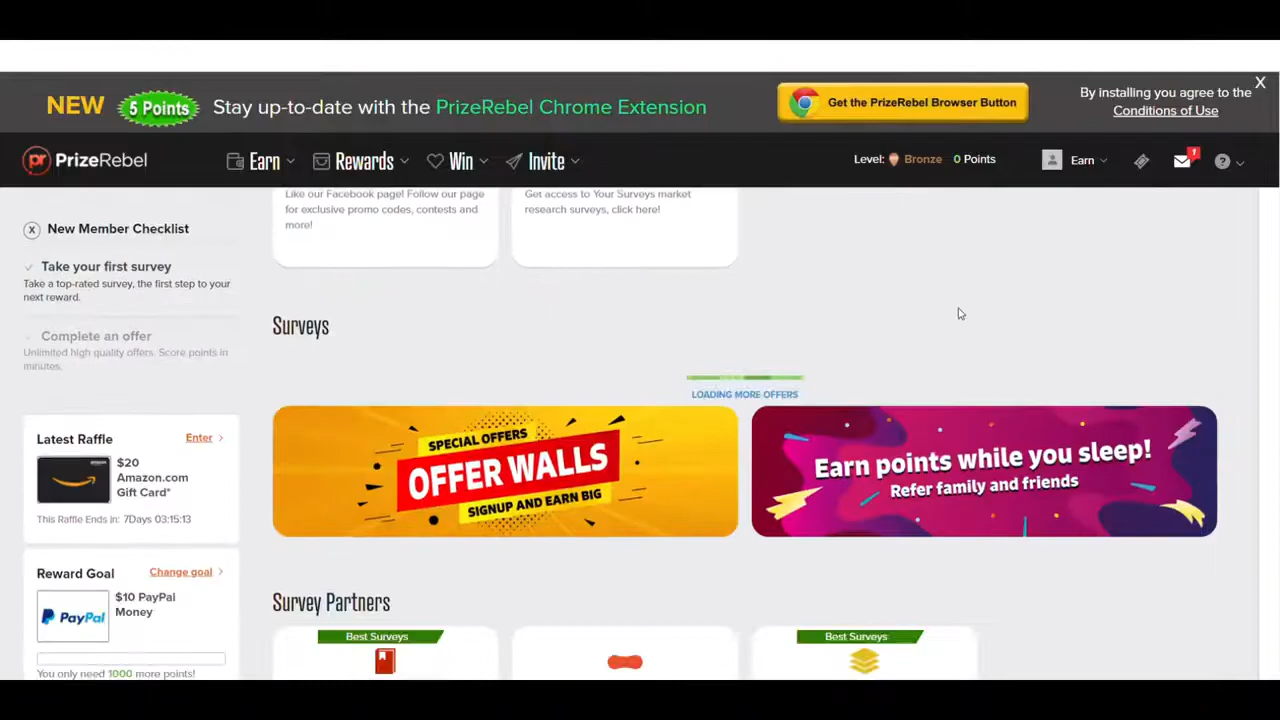 NEW 5 Points Stay up-to-date with the PrizeRebel Chrome Extension
Get the PrizeRebel Browser Button
By installing you agree to the
Conditions of Use
X
pr PrizeRebel
Earn
Rewards
Win
Invite
Level: Bronze 0 Points
Earn
1
?
X New Member Checklist
Take your first survey
Take a top-rated survey, the first step to your
next reward.
Complete an offer
Unlimited high quality offers. Score points in
minutes.
Latest Raffle
Enter >
amazon.com
$20
Amazon.com
Gift Card*
This Raffle Ends In: 7Days 03:15:13
Reward Goal
Change goal >
PayPal
$10 PayPal
Money
You only need 1000 more points!
Like our Facebook page! Follow our page
for exclusive promo codes, contests and
more!
Get access to Your Surveys market
research surveys, click here!
Surveys
LOADING MORE OFFERS
SPECIAL OFFERS
OFFER WALLS
SIGNUP AND EARN BIG
Earn points while you sleep!
Refer family and friends
Survey Partners
Best Surveys
Best Surveys